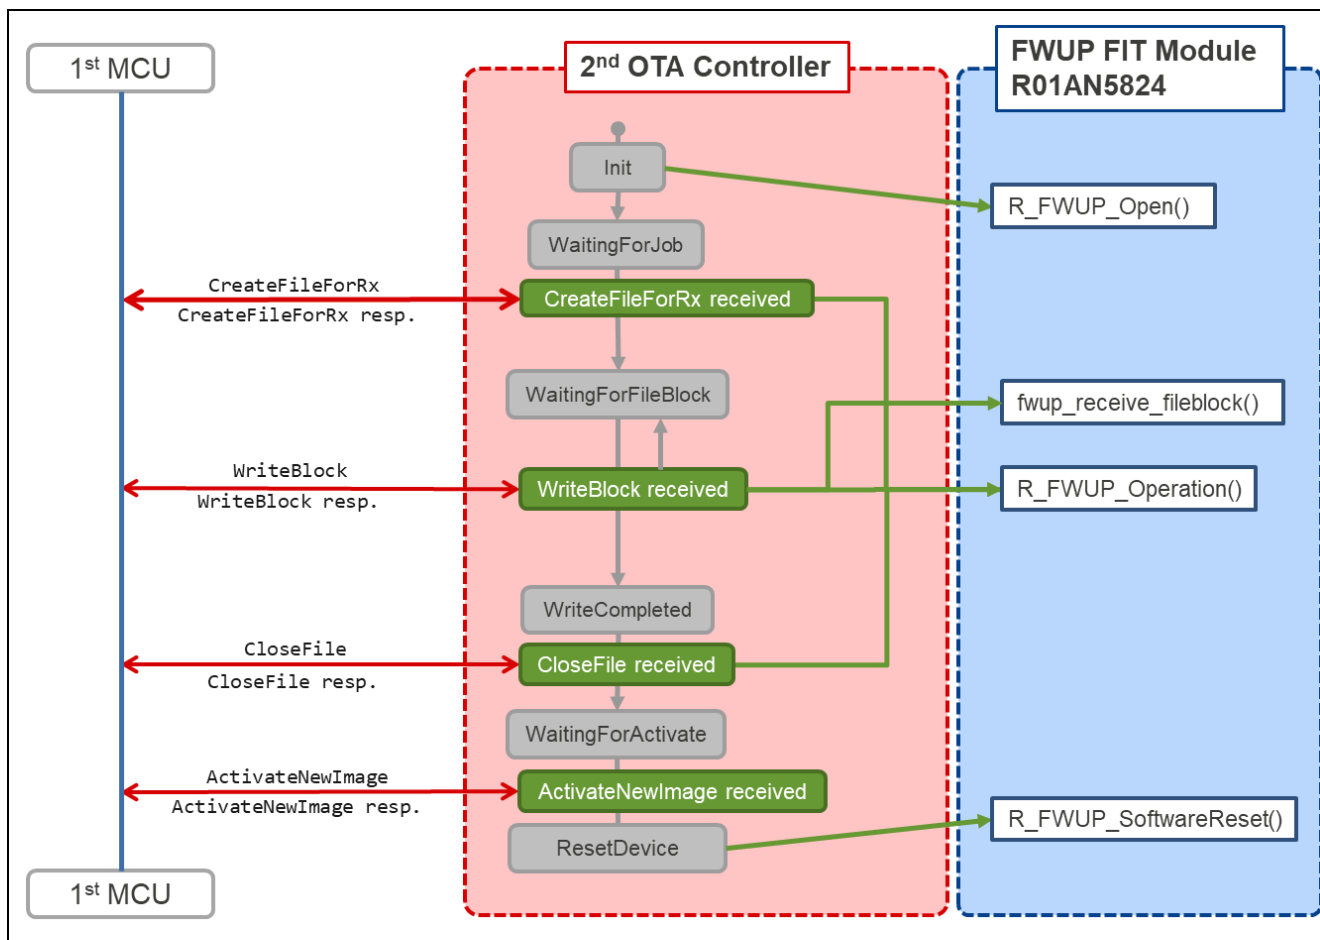 1st MCU
2nd OTA Controller
FWUP FIT Module
R01AN5824
Init
R_FWUP_Open()
WaitingForJob
CreateFileForRx
CreateFileForRx resp.
CreateFileForRx received
WaitingForFileBlock
fwup_receive_fileblock()
WriteBlock
WriteBlock resp.
WriteBlock received
R_FWUP_Operation()
WriteCompleted
CloseFile
CloseFile resp.
CloseFile received
WaitingForActivate
ActivateNewImage
ActivateNewImage resp.
ActivateNewImage received
R_FWUP_SoftwareReset()
ResetDevice
1st MCU